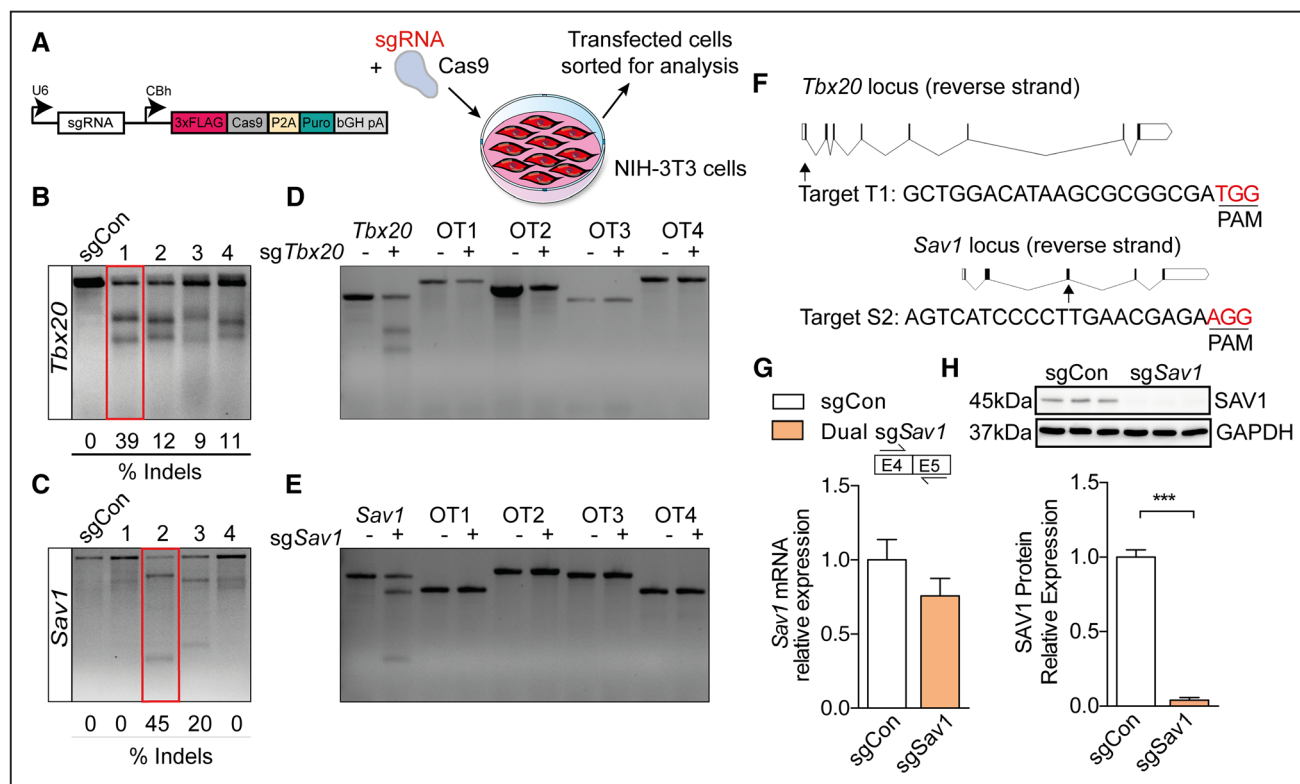 A
U6
CBh
sgRNA
3xFLAG Cas9 P2A Puro bGH pA
sgRNA
+
Cas9
Transfected cells
sorted for analysis
NIH-3T3 cells
B
sgCon 1 2 3 4
Tbx20
0 39 12 9 11
% Indels
C
sgCon 1 2 3 4
Sav1
0 0 45 20 0
% Indels
D
Tbx20 OT1 OT2 OT3 OT4
sgTbx20 - + - + - + - + - +
E
Sav1 OT1 OT2 OT3 OT4
sgSav1 - + - + - + - + - +
F
Tbx20 locus (reverse strand)
Target T1: GCTGGACATAAGCGCGGCGATGG
PAM
Sav1 locus (reverse strand)
Target S2: AGTCATCCCCTTGAACGAGAAGG
PAM
G
sgCon
Dual sgSav1
E4 E5
Sav1 mRNA
relative expression
1.5
1.0
0.5
0.0
sgCon
sgSav1
H
sgCon sgSav1
45kDa SAV1
37kDa GAPDH
SAV1 Protein
Relative Expression
1.5
1.0
0.5
0.0
***
sgCon
sgSav1